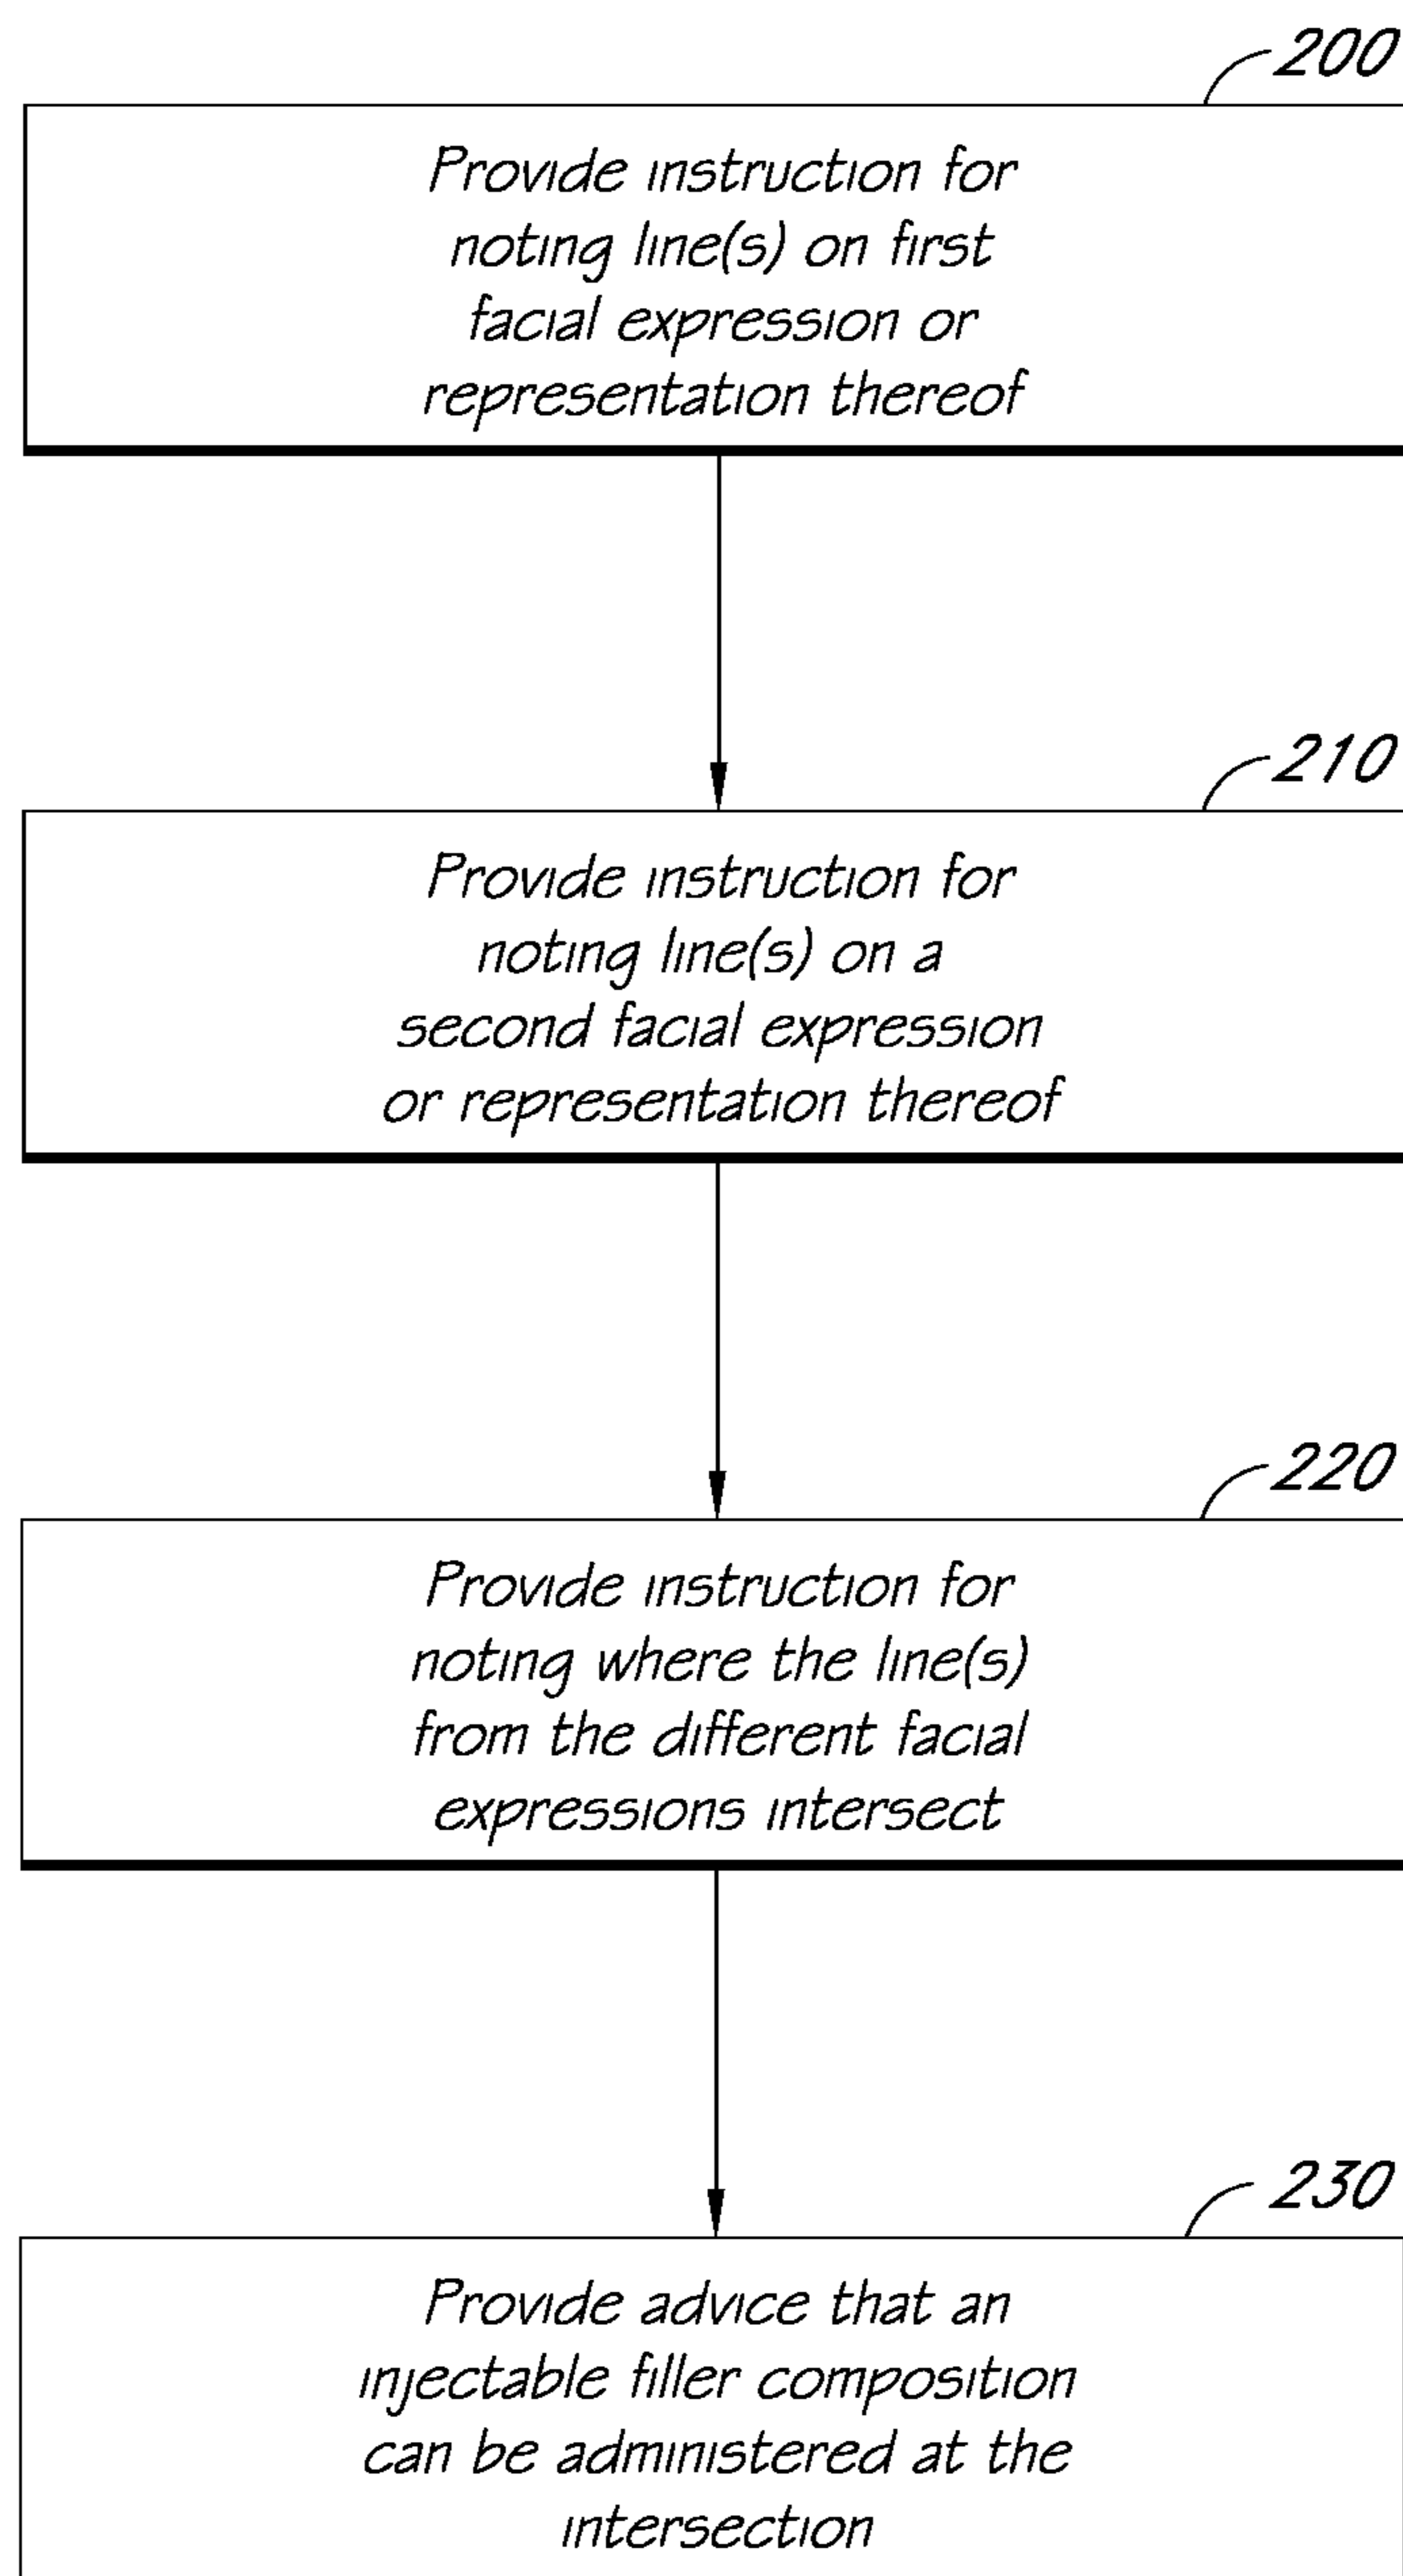 200
Provide instruction for
noting line(s) on first
facial expression or
representation thereof
210
Provide instruction for
noting line(s) on a
second facial expression
or representation thereof
220
Provide instruction for
noting where the line(s)
from the different facial
expressions intersect
230
Provide advice that an
injectable filler composition
can be administered at the
intersection